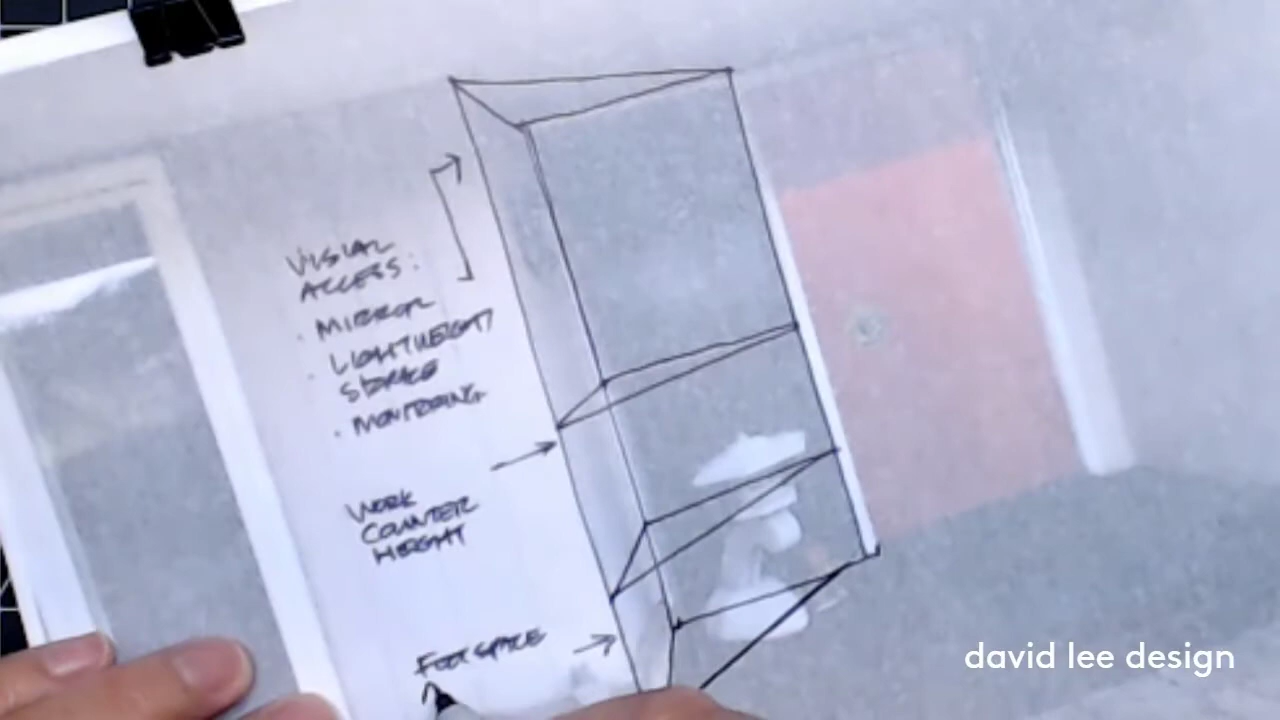 VISUAL
ACCESS:
· MIRROR
· LIGHTWEIGHT
STORAGE
· MONITORING
WORK
COUNTER
HEIGHT
FOOT SPACE
david lee design